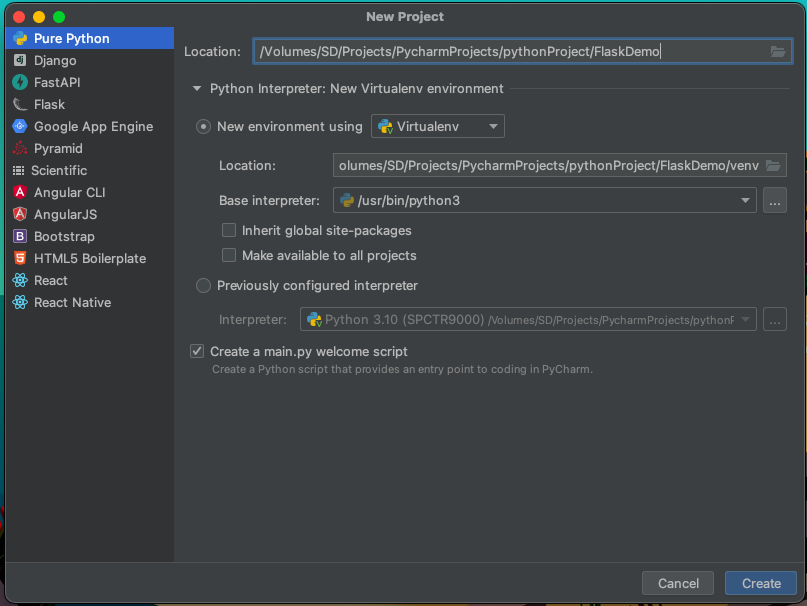 New Project
Pure Python
dj Django
FastAPI
Flask
Google App Engine
Pyramid
Scientific
A Angular CLI
A AngularJS
B Bootstrap
5 HTML5 Boilerplate
React
React Native
Location: /Volumes/SD/Projects/PycharmProjects/pythonProject/FlaskDemo
Python Interpreter: New Virtualenv environment
New environment using Virtualenv
Location: olumes/SD/Projects/PycharmProjects/pythonProject/FlaskDemo/venv
Base interpreter: /usr/bin/python3 ...
Inherit global site-packages
Make available to all projects
Previously configured interpreter
Interpreter: Python 3.10 (SPCTR9000) /Volumes/SD/Projects/PycharmProjects/pythonP ...
Create a main.py welcome script
Create a Python script that provides an entry point to coding in PyCharm.
Cancel Create